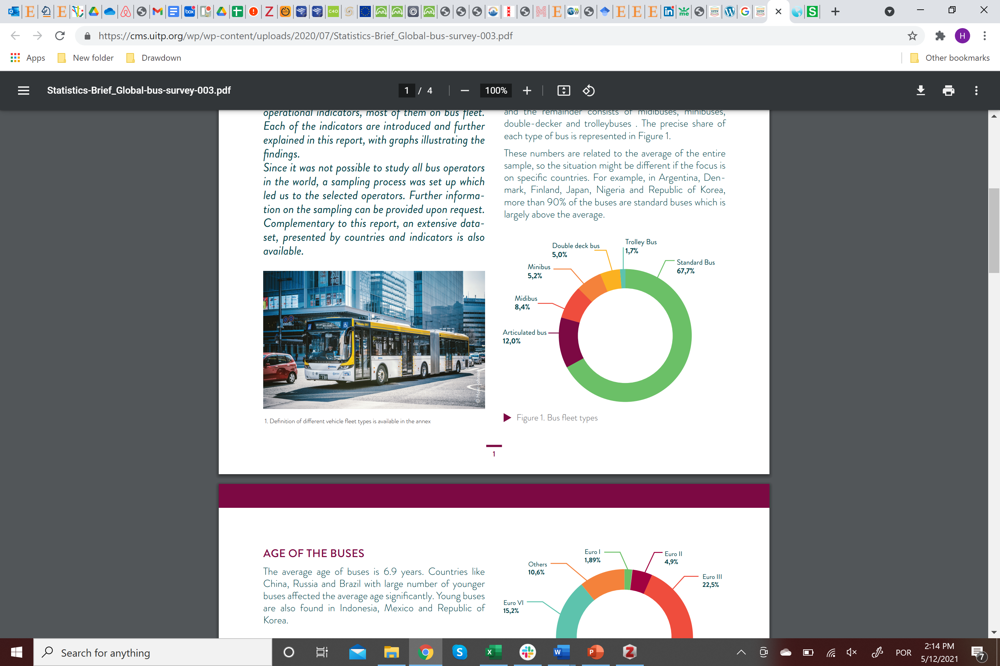 https://cms.uitp.org/wp/wp-content/uploads/2020/07/Statistics-Brief_Global-bus-survey-003.pdf
H
Apps
New folder
Drawdown
Other bookmarks
Statistics-Brief_Global-bus-survey-003.pdf
1 / 4
100%
operational indicators, most of them on bus fleet.
Each of the indicators are introduced and further
explained in this report, with graphs illustrating the
findings.
Since it was not possible to study all bus operators
in the world, a sampling process was set up which
led us to the selected operators. Further informa-
tion on the sampling can be provided upon request.
Complementary to this report, an extensive data-
set, presented by countries and indicators is also
available.
© Hans Johnson
1. Definition of different vehicle fleet types is available in the annex
and the remainder consists of midibuses, minibuses,
double-decker and trolleybuses . The precise share of
each type of bus is represented in Figure 1.
These numbers are related to the average of the entire
sample, so the situation might be different if the focus is
on specific countries. For example, in Argentina, Den-
mark, Finland, Japan, Nigeria and Republic of Korea,
more than 90% of the buses are standard buses which is
largely above the average.
Trolley Bus
1,7%
Double deck bus
5,0%
Standard Bus
67,7%
Minibus
5,2%
Midibus
8,4%
Articulated bus
12,0%
Figure 1. Bus fleet types
1
AGE OF THE BUSES
The average age of buses is 6.9 years. Countries like
China, Russia and Brazil with large number of younger
buses affected the average age significantly. Young buses
are also found in Indonesia, Mexico and Republic of
Korea.
Euro I
1,89%
Euro II
4,9%
Others
10,6%
Euro III
22,5%
Euro VI
15,2%
Search for anything
POR
2:14 PM
5/12/2021
7